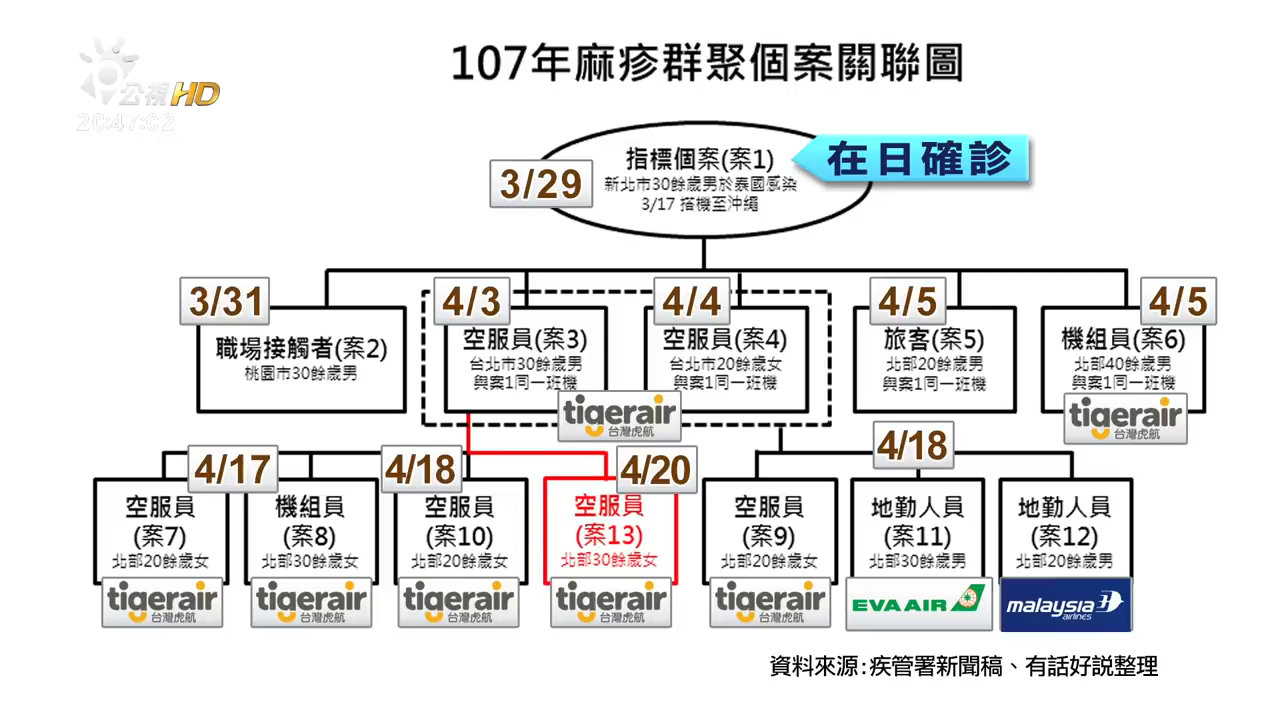 公視HD
20:47:02
107年麻疹群聚個案關聯圖
3/29
指標個案(案1)
新北市30餘歲男於泰國感染
3/17 搭機至沖繩
在日確診
3/31
職場接觸者(案2)
桃園市30餘歲男
4/3
空服員(案3)
台北市30餘歲男
與案1同一班機
4/4
空服員(案4)
台北市20餘歲女
與案1同一班機
tigerair
台灣虎航
4/5
旅客(案5)
北部20餘歲男
與案1同一班機
4/5
機組員(案6)
北部40餘歲男
與案1同一班機
tigerair
台灣虎航
4/17
空服員
(案7)
北部20餘歲女
tigerair
台灣虎航
機組員
(案8)
北部30餘歲女
tigerair
台灣虎航
4/18
空服員
(案10)
北部20餘歲女
tigerair
台灣虎航
4/20
空服員
(案13)
北部30餘歲女
tigerair
台灣虎航
空服員
(案9)
北部20餘歲女
tigerair
台灣虎航
4/18
地勤人員
(案11)
北部30餘歲男
EVA AIR
地勤人員
(案12)
北部20餘歲男
malaysia
airlines
資料來源:疾管署新聞稿、有話好説整理